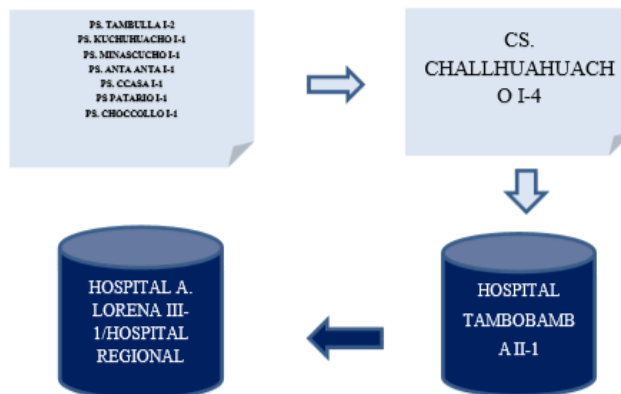 PS. TAMBULLA I-2
PS. KUCHUHUACHO I-1
PS. MINASCUCHO I-1
PS. ANTA ANTA I-1
PS. CCASA I-1
PS PATARIO I-1
PS. CHOCCOLLO I-1
CS.
CHALLHUAHUACH
O I-4
HOSPITAL
TAMBOBAMB
A II-1
HOSPITAL A.
LORENA III-
1/HOSPITAL
REGIONAL